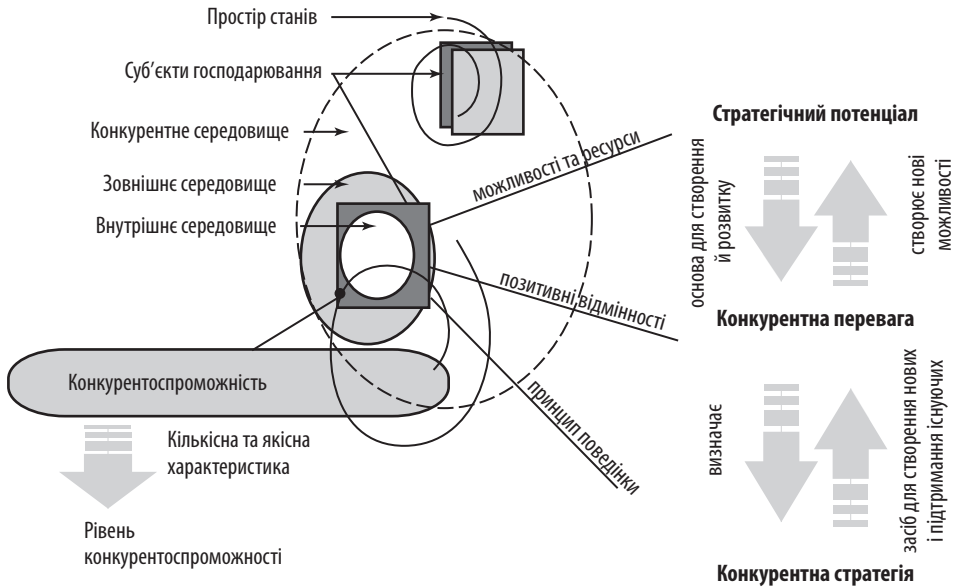 Простір станів
Суб’єкти господарювання
Конкурентне середовище
Зовнішнє середовище
Внутрішнє середовище
Конкурентоспроможність
Кількісна та якісна
характеристика
Рівень
конкурентоспроможності
можливості та ресурси
позитивні відмінності
принцип поведінки
Стратегічний потенціал
основа для створення
й розвитку
створює нові
можливості
Конкурентна перевага
визначає
засіб для створення нових
і підтримання існуючих
Конкурентна стратегія